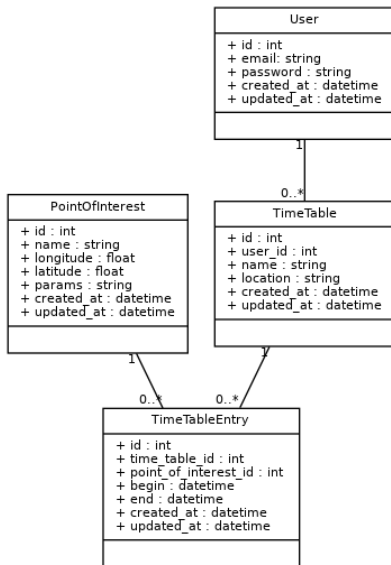 User
+ id : int
+ email: string
+ password : string
+ created_at : datetime
+ updated_at : datetime
1
0..*
PointOfInterest
+ id : int
+ name : string
+ longitude : float
+ latitude : float
+ params : string
+ created_at : datetime
+ updated_at : datetime
1
TimeTable
+ id : int
+ user_id : int
+ name : string
+ location : string
+ created_at : datetime
+ updated_at : datetime
1
0..*
0..*
TimeTableEntry
+ id : int
+ time_table_id : int
+ point_of_interest_id : int
+ begin : datetime
+ end : datetime
+ created_at : datetime
+ updated_at : datetime